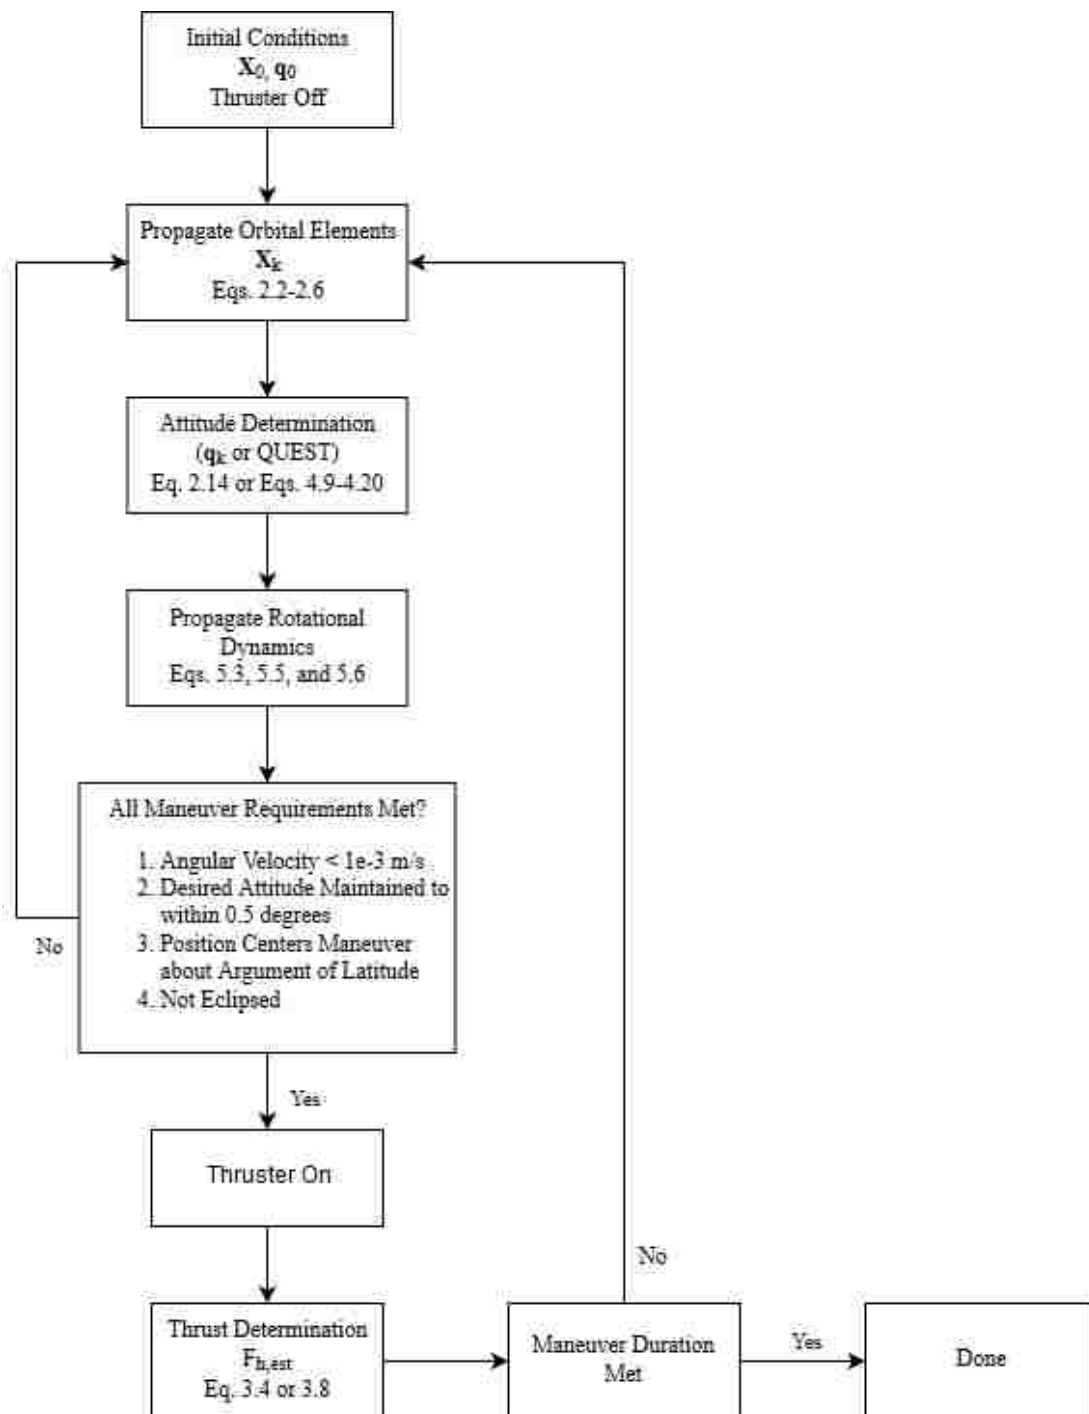 Initial Conditions
X₀, q₀
Thruster Off
Propagate Orbital Elements
Xₖ
Eqs. 2.2-2.6
Attitude Determination
(qₖ or QUEST)
Eq. 2.14 or Eqs. 4.9-4.20
Propagate Rotational
Dynamics
Eqs. 5.3, 5.5, and 5.6
All Maneuver Requirements Met?
1. Angular Velocity < 1e-3 m/s
2. Desired Attitude Maintained to
within 0.5 degrees
3. Position Centers Maneuver
about Argument of Latitude
4. Not Eclipsed
No
Yes
Thruster On
No
Thrust Determination
Fh,est
Eq. 3.4 or 3.8
Maneuver Duration
Met
Yes
Done